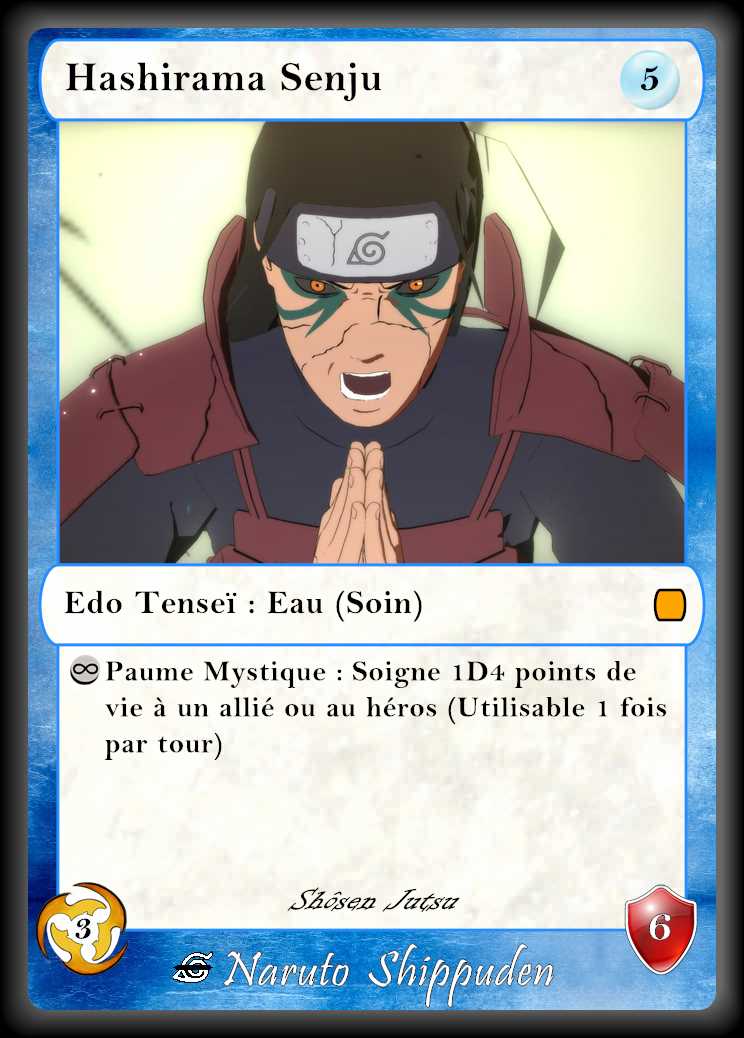 Hashirama Senju
5
Edo Tenseï : Eau (Soin)
Paume Mystique : Soigne 1D4 points de
vie à un allié ou au héros (Utilisable 1 fois
par tour)
Shôsen Jutsu
3
6
Naruto Shippuden